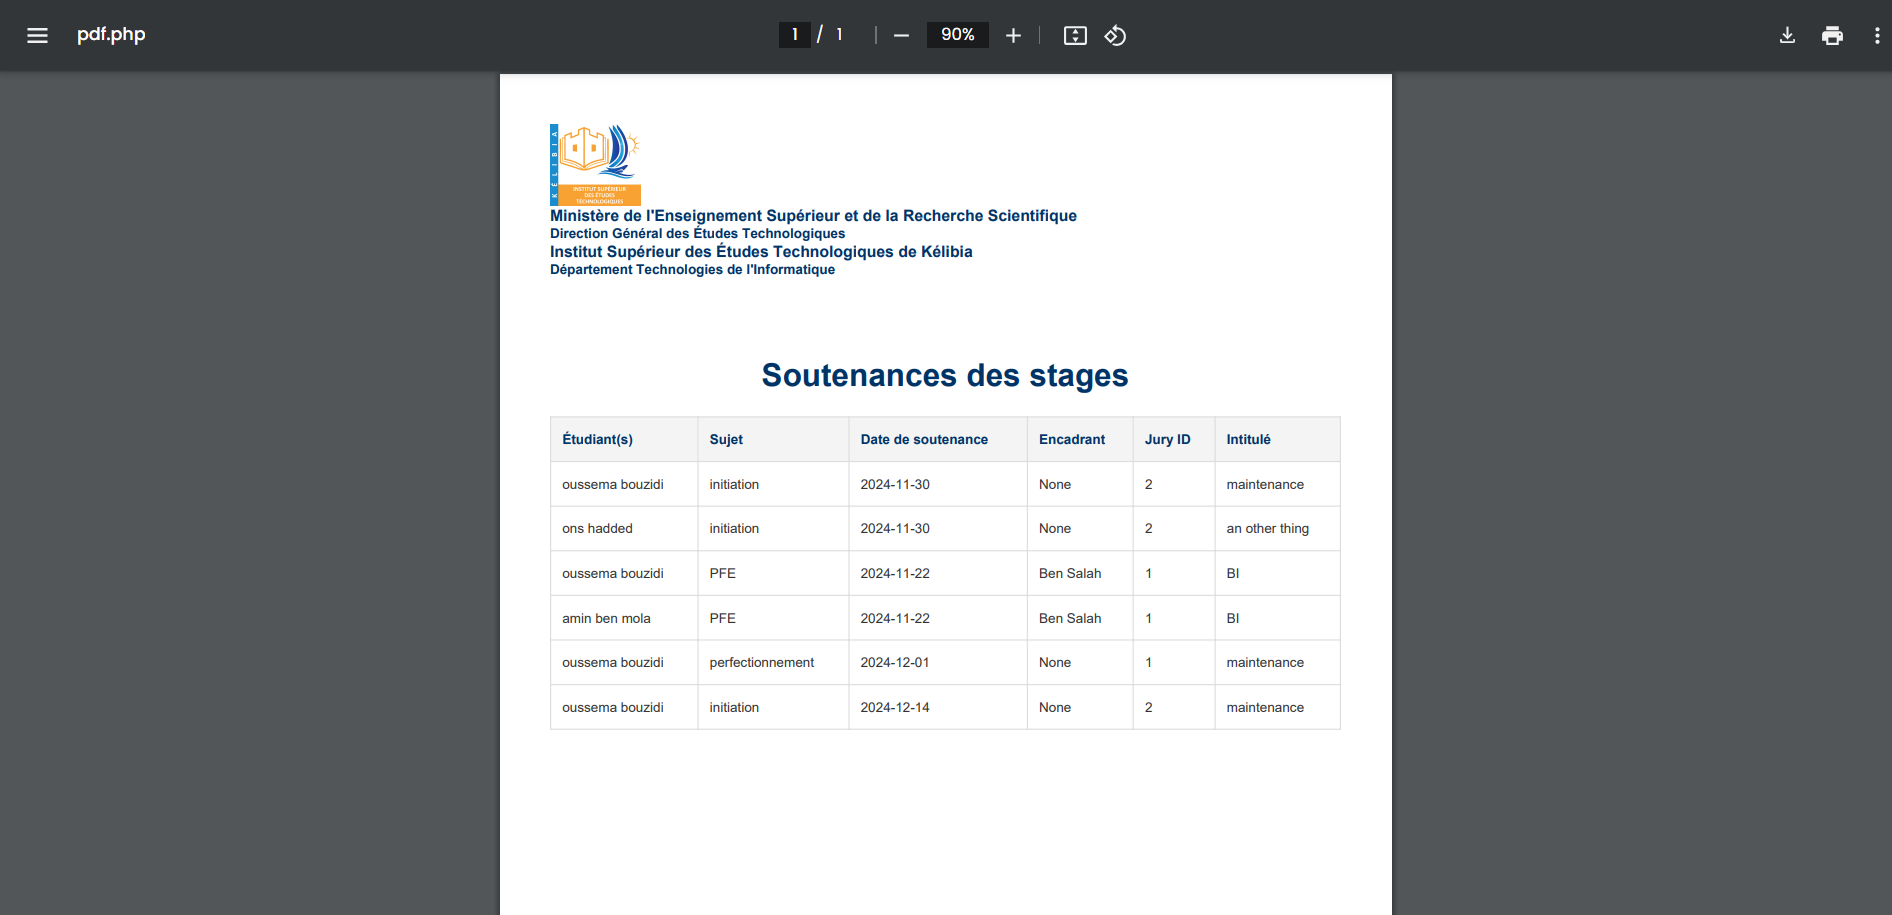 pdf.php
1 / 1
90%
KÉLIBIA
INSTITUT SUPÉRIEUR
DES ÉTUDES
TECHNOLOGIQUES
Ministère de l'Enseignement Supérieur et de la Recherche Scientifique
Direction Général des Études Technologiques
Institut Supérieur des Études Technologiques de Kélibia
Département Technologies de l'Informatique
Soutenances des stages
Étudiant(s) Sujet Date de soutenance Encadrant Jury ID Intitulé
oussema bouzidi initiation 2024-11-30 None 2 maintenance
ons hadded initiation 2024-11-30 None 2 an other thing
oussema bouzidi PFE 2024-11-22 Ben Salah 1 BI
amin ben mola PFE 2024-11-22 Ben Salah 1 BI
oussema bouzidi perfectionnement 2024-12-01 None 1 maintenance
oussema bouzidi initiation 2024-12-14 None 2 maintenance